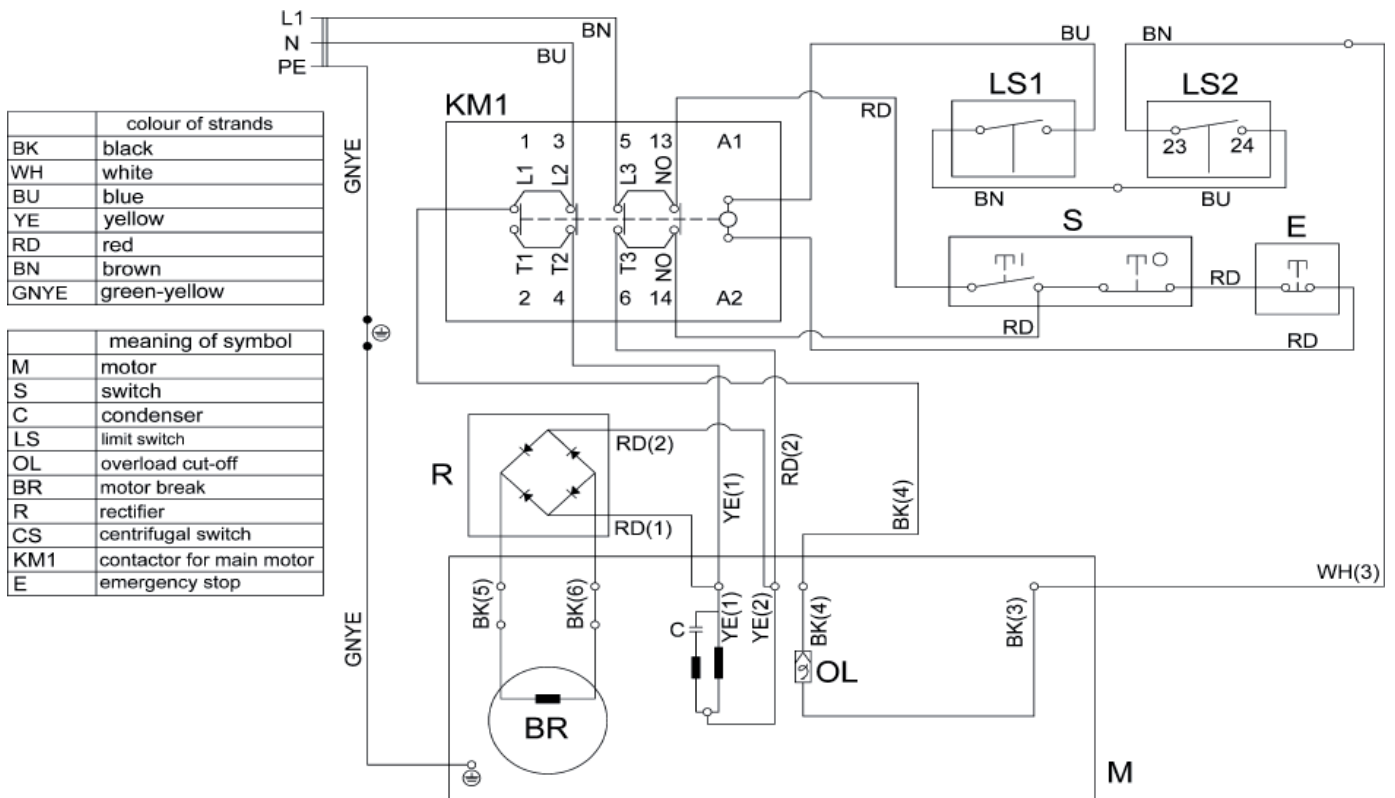 L1
N
PE
BN
BU
GNYE
colour of strands
BK black
WH white
BU blue
YE yellow
RD red
BN brown
GNYE green-yellow
meaning of symbol
M motor
S switch
C condenser
LS limit switch
OL overload cut-off
BR motor break
R rectifier
CS centrifugal switch
KM1 contactor for main motor
E emergency stop
GNYE
KM1
1 3 5 13 A1
L1 L2 L3 NO
T1 T2 T3 NO
2 4 6 14 A2
BU BN
LS1 LS2
RD
23 24
BN BU
S E
I O
RD
RD
RD
R
RD(2)
RD(1)
YE(1)
RD(2)
BK(4)
WH(3)
BK(5)
BK(6)
C
YE(1)
YE(2)
BK(4)
BK(3)
OL
BR
M